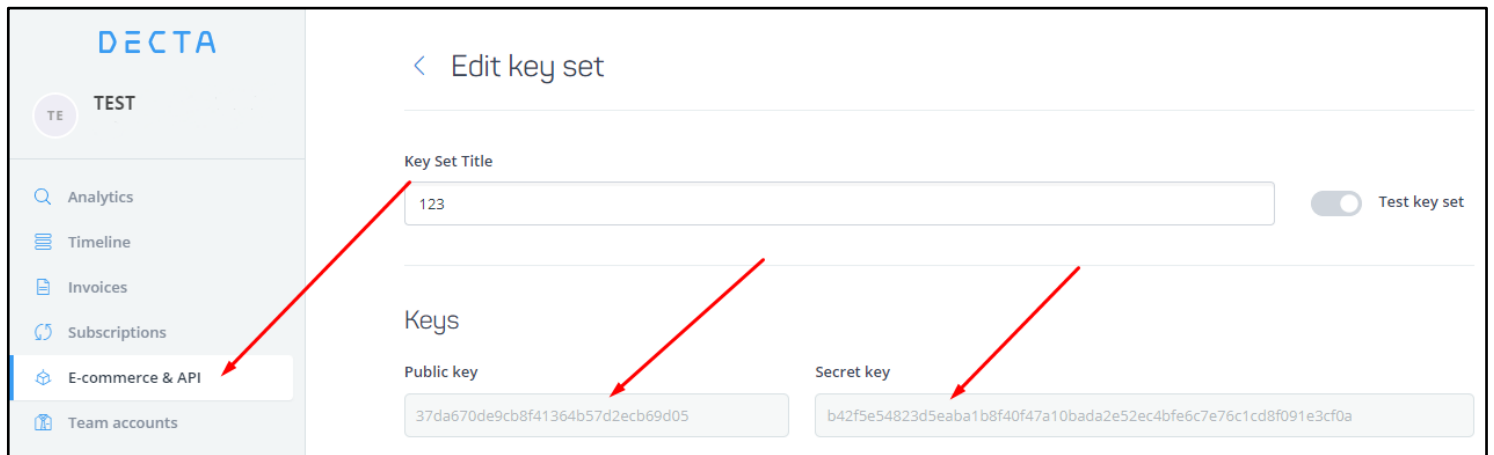 DECTA
TE
TEST
Analytics
Timeline
Invoices
Subscriptions
E-commerce & API
Team accounts
Edit key set
Key Set Title
123
Test key set
Keys
Public key
Secret key
37da670de9cb8f41364b57d2ecb69d05
b42f5e54823d5eaba1b8f40f47a10bada2e52ec4bfe6c7e76c1cd8f091e3cf0a